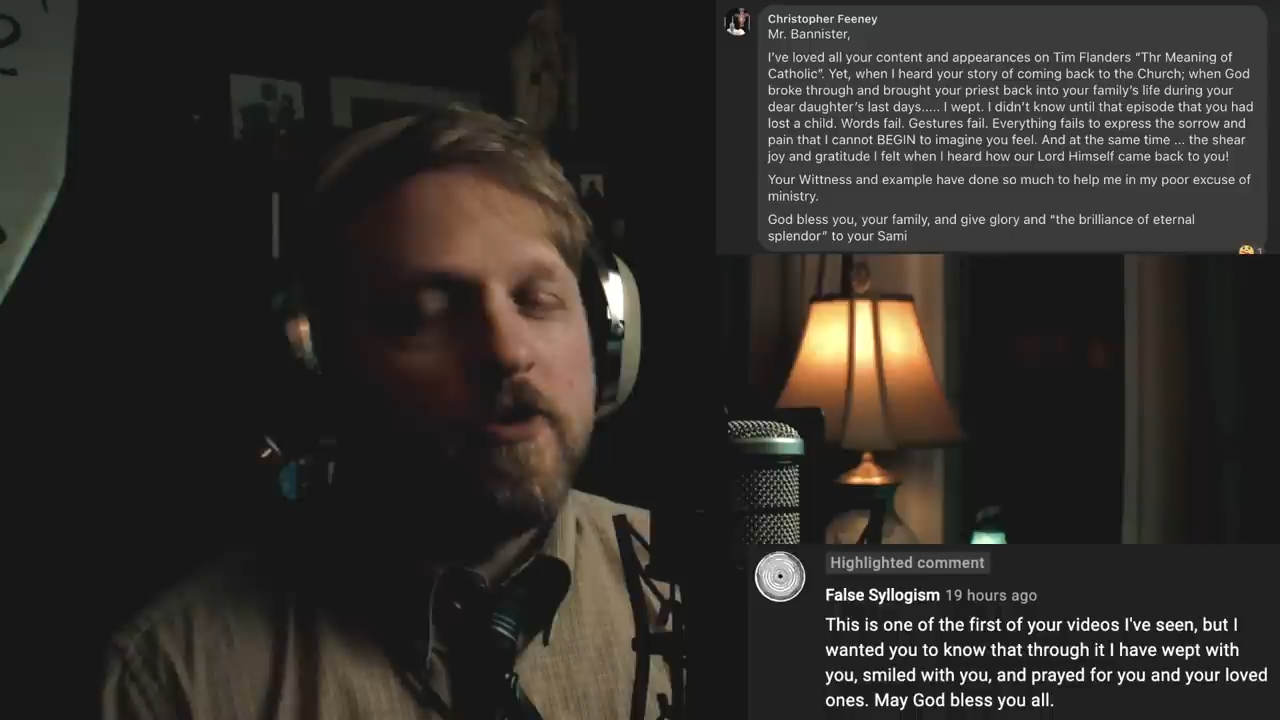 Christopher Feeney
Mr. Bannister,
I've loved all your content and appearances on Tim Flanders "Thr Meaning of
Catholic". Yet, when I heard your story of coming back to the Church; when God
broke through and brought your priest back into your family's life during your
dear daughter's last days..... I wept. I didn't know until that episode that you had
lost a child. Words fail. Gestures fail. Everything fails to express the sorrow and
pain that I cannot BEGIN to imagine you feel. And at the same time ... the shear
joy and gratitude I felt when I heard how our Lord Himself came back to you!
Your Wittness and example have done so much to help me in my poor excuse of
ministry.
God bless you, your family, and give glory and "the brilliance of eternal
splendor" to your Sami
1
Highlighted comment
False Syllogism 19 hours ago
This is one of the first of your videos I've seen, but I
wanted you to know that through it I have wept with
you, smiled with you, and prayed for you and your loved
ones. May God bless you all.